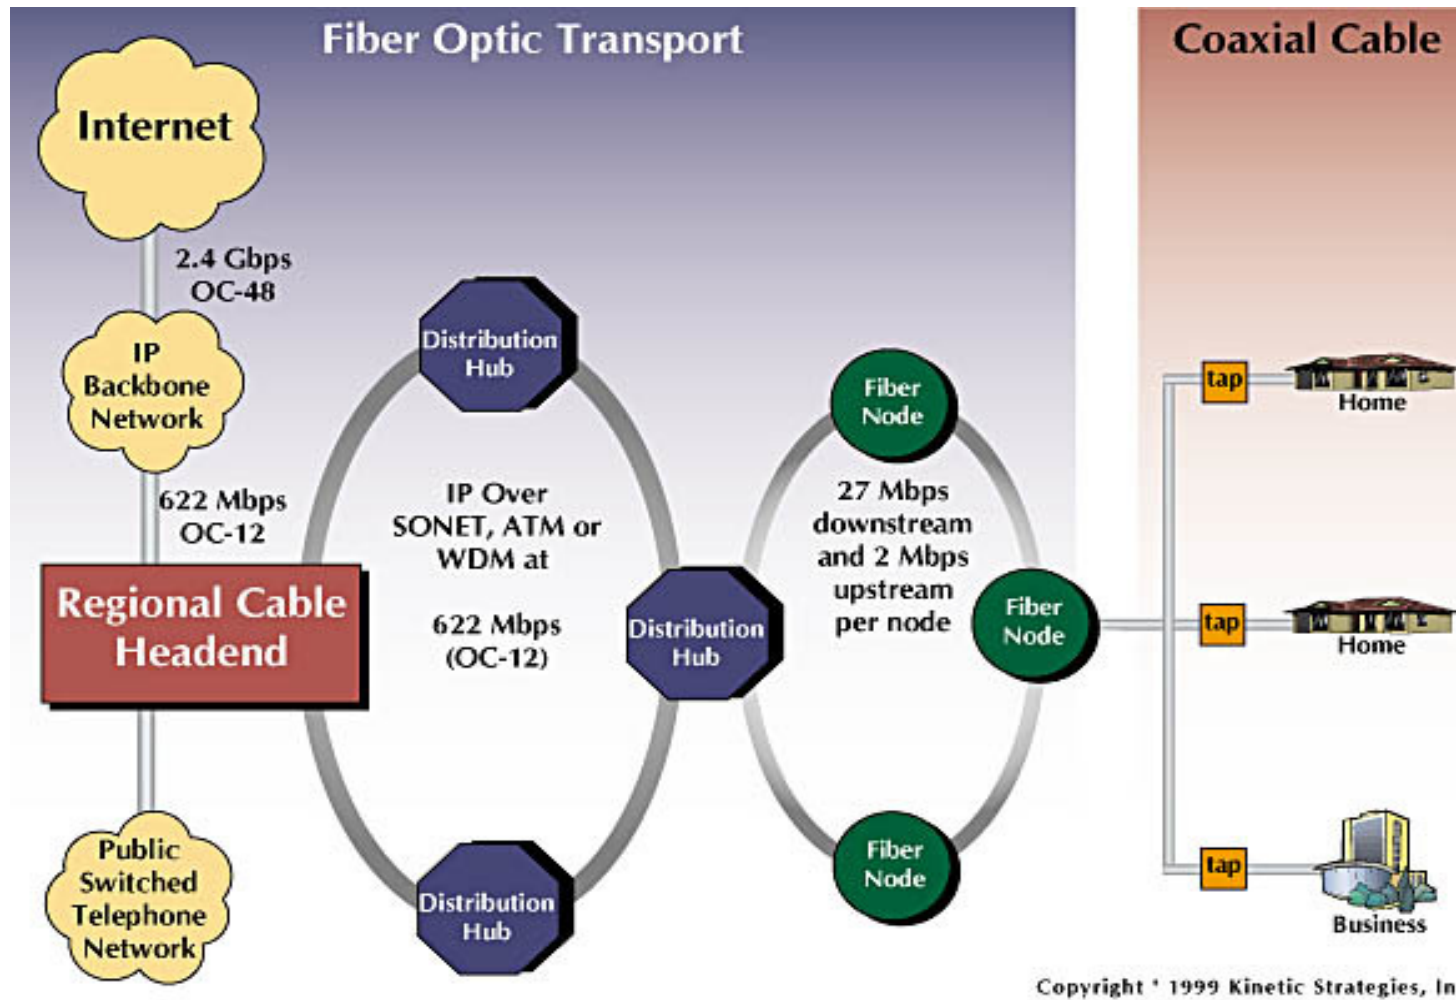 Fiber Optic Transport
Coaxial Cable
Internet
2.4 Gbps
OC-48
IP
Backbone
Network
622 Mbps
OC-12
Regional Cable
Headend
Public
Switched
Telephone
Network
Distribution
Hub
IP Over
SONET, ATM or
WDM at
622 Mbps
(OC-12)
Distribution
Hub
Distribution
Hub
Fiber
Node
27 Mbps
downstream
and 2 Mbps
upstream
per node
Fiber
Node
Fiber
Node
tap
Home
tap
Home
tap
Business
Copyright ' 1999 Kinetic Strategies, In